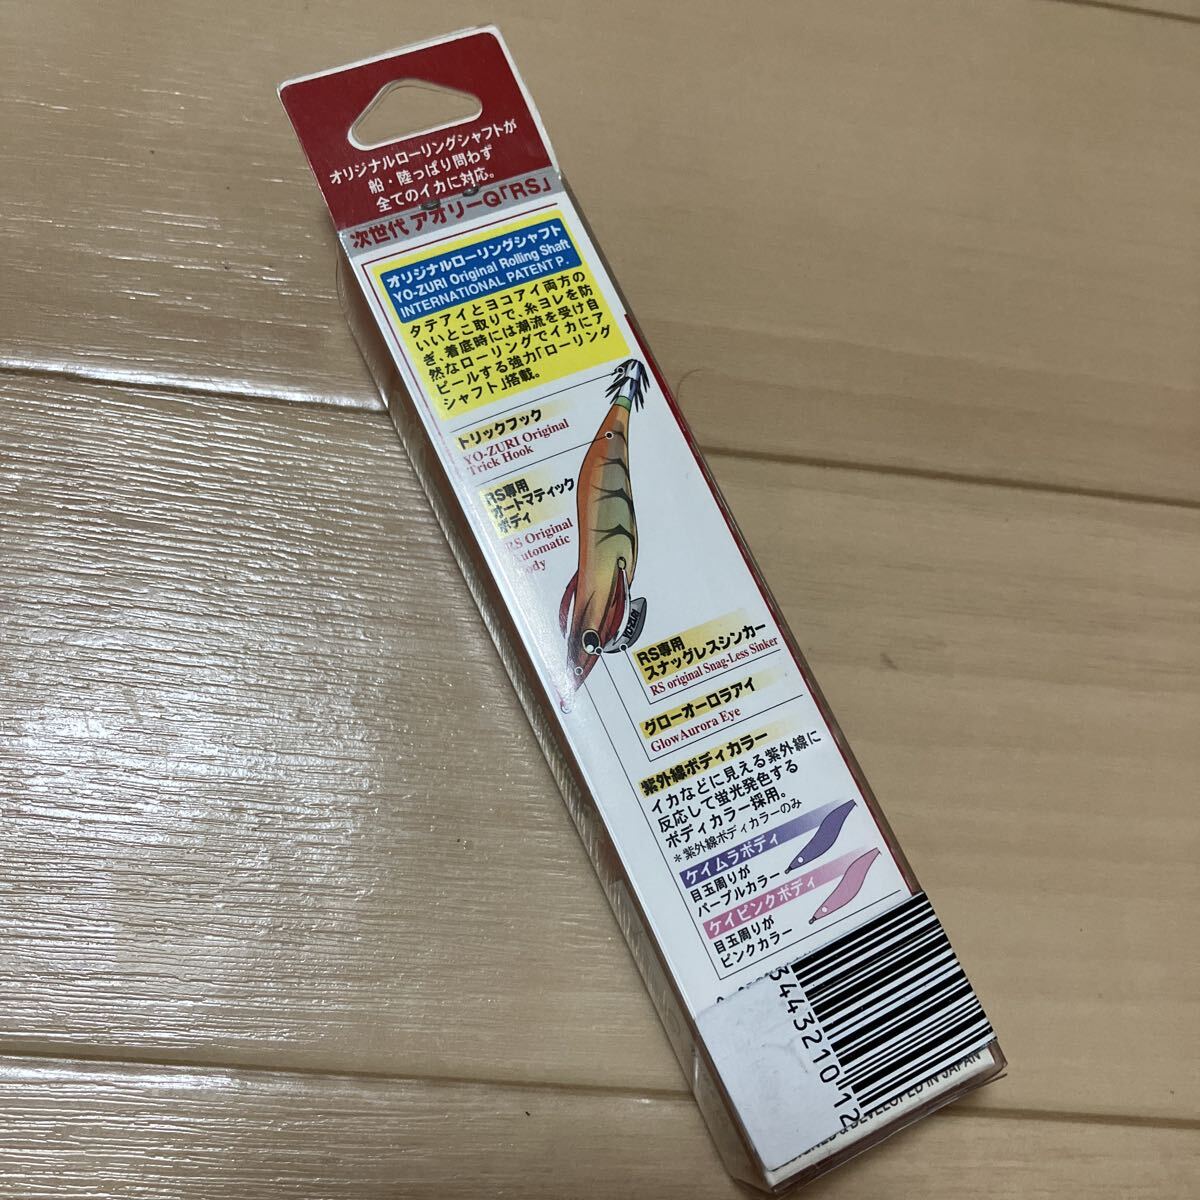 オリジナルローリングシャフトが
船・陸っぱり問わず
全てのイカに対応。
次世代 アオリーQ「RS」
オリジナルローリングシャフト
YO-ZURI Original Rolling Shaft
INTERNATIONAL PATENT P.
タテアイとヨコアイ両方の
いいとこ取りで、糸ヨレを防
ぎ、着底時には潮流を受け自
然なローリングでイカにア
ピールする強力「ローリング
シャフト」搭載。
トリックフック
YO-ZURI Original
Trick Hook
RS専用
オートマティック
ボディ
RS Original
Automatic
ody
YO-ZURI
RS専用
スナッグレスシンカー
RS original Snag-Less Sinker
グローオーロラアイ
GlowAurora Eye
紫外線ボディカラー
イカなどに見える紫外線に
反応して蛍光発色する
ボディカラー採用。
＊紫外線ボディカラーのみ
ケイムラボディ
目玉周りが
パープルカラー
ケイピンクボディ
目玉周りが
ピンクカラー
344321012
& DEVELOPED IN JAPAN